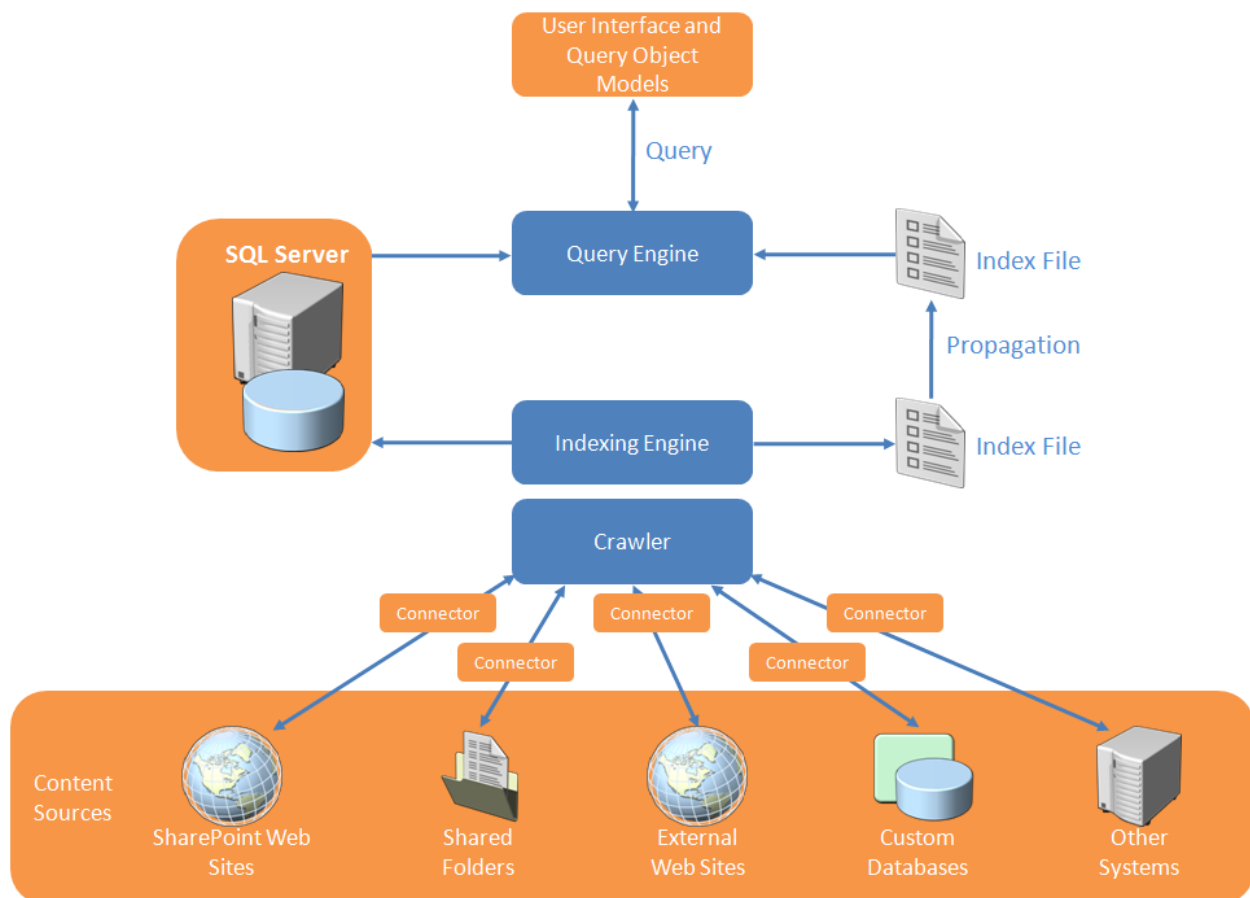 User Interface and
Query Object
Models
Query
SQL Server
Query Engine
Index File
Propagation
Indexing Engine
Index File
Crawler
Connector
Connector
Connector
Connector
Connector
Content
Sources
SharePoint Web
Sites
Shared
Folders
External
Web Sites
Custom
Databases
Other
Systems